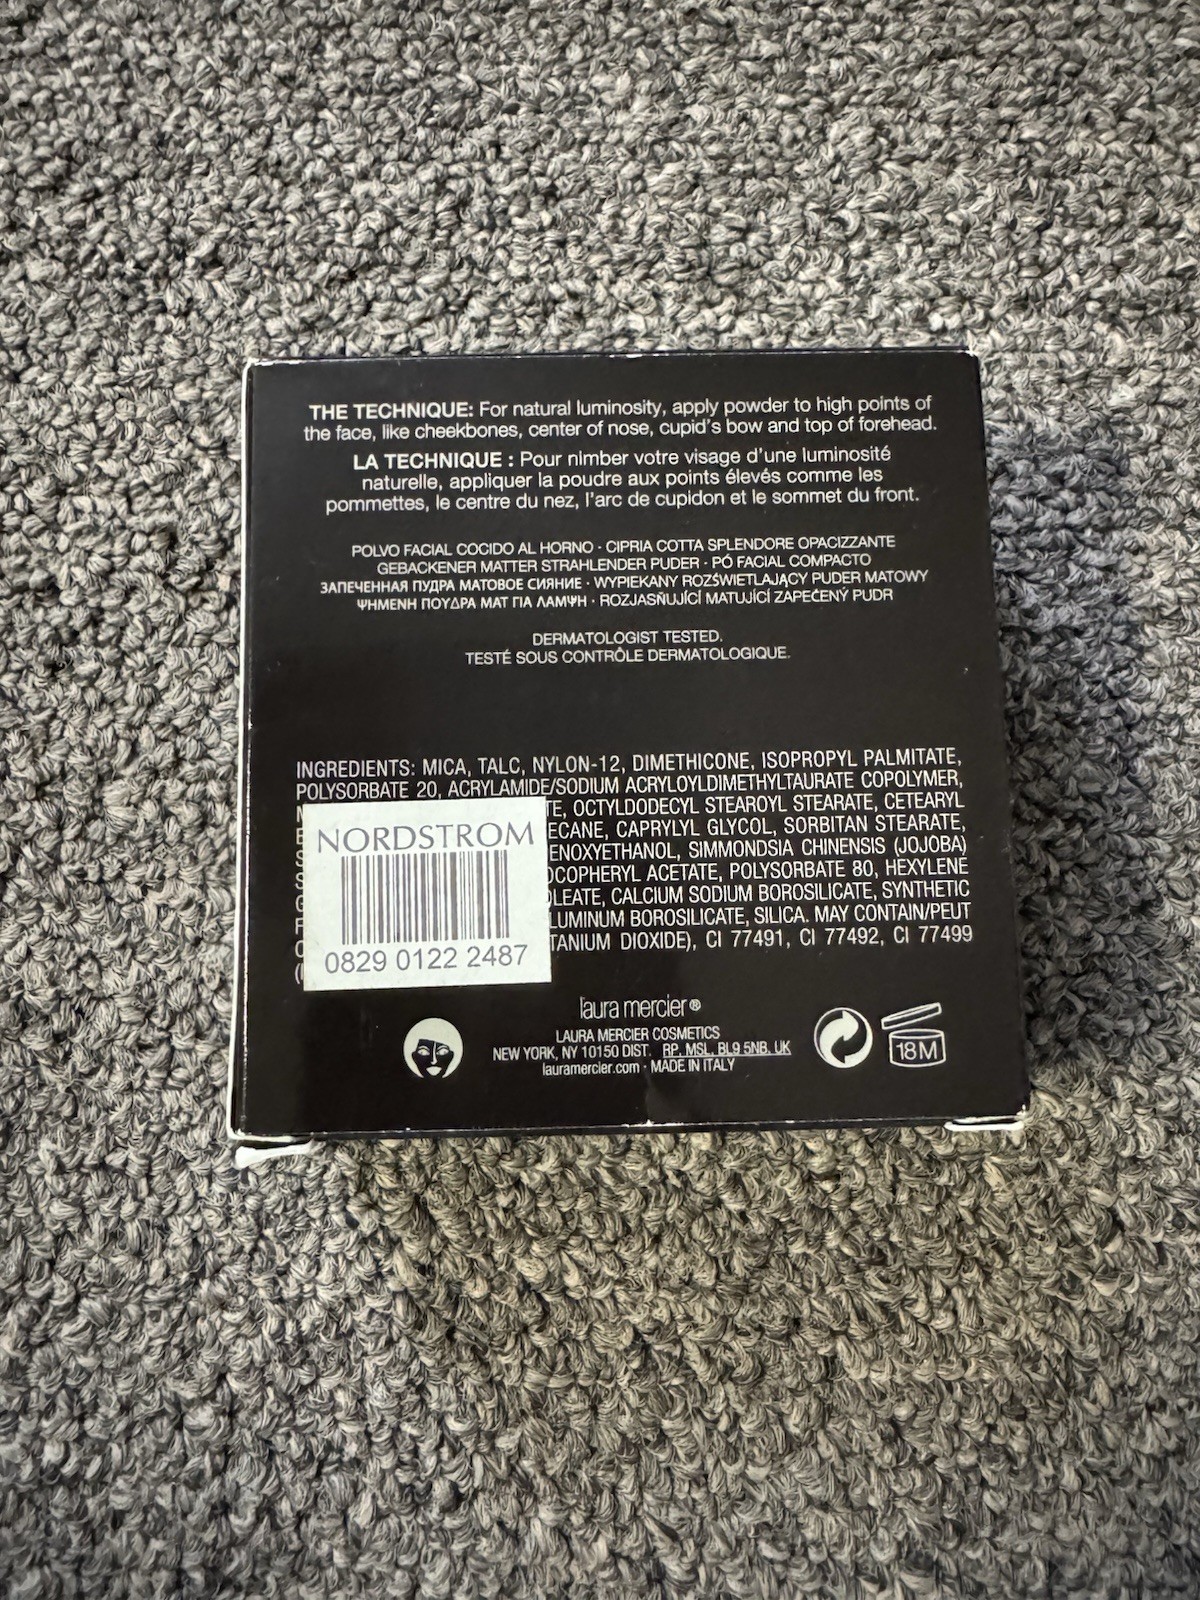 THE TECHNIQUE: For natural luminosity, apply powder to high points of
the face, like cheekbones, center of nose, cupid's bow and top of forehead.
LA TECHNIQUE : Pour nimber votre visage d'une luminosité
naturelle, appliquer la poudre aux points élevés comme les
pommettes, le centre du nez, l'arc de cupidon et le sommet du front.
POLVO FACIAL COCIDO AL HORNO · CIPRIA COTTA SPLENDORE OPACIZZANTE
GEBACKENER MATTER STRAHLENDER PUDER · PÓ FACIAL COMPACTO
ЗАПЕЧЕННАЯ ПУДРА МАТОВОЕ СИЯНИЕ · WYPIEKANY ROZŚWIETLAJĄCY PUDER MATOWY
ΨΗΜΕΝΗ ΠΟΥΔΡΑ ΜΑΤ ΓΙΑ ΛΑΜΨΗ · ROZJASŇUJÍCÍ MATUJÍCÍ ZAPEČENÝ PUDR
DERMATOLOGIST TESTED.
TESTÉ SOUS CONTRÔLE DERMATOLOGIQUE.
INGREDIENTS: MICA, TALC, NYLON-12, DIMETHICONE, ISOPROPYL PALMITATE,
POLYSORBATE 20, ACRYLAMIDE/SODIUM ACRYLOYLDIMETHYLTAURATE COPOLYMER,
OCTYLDODECYL STEAROYL STEARATE, CETEARYL
CAPRYLYL GLYCOL, SORBITAN STEARATE,
SIMMONDSIA CHINENSIS (JOJOBA)
ACETATE, POLYSORBATE 80, HEXYLENE
CALCIUM SODIUM BOROSILICATE, SYNTHETIC
BOROSILICATE, SILICA. MAY CONTAIN/PEUT
DIOXIDE), CI 77491, CI 77492, CI 77499
NORDSTROM
0829 0122 2487
laura mercier®
LAURA MERCIER COSMETICS
NEW YORK, NY 10150 DIST. RP, MSL, BL9 5NB, UK
lauramercier.com · MADE IN ITALY
18M